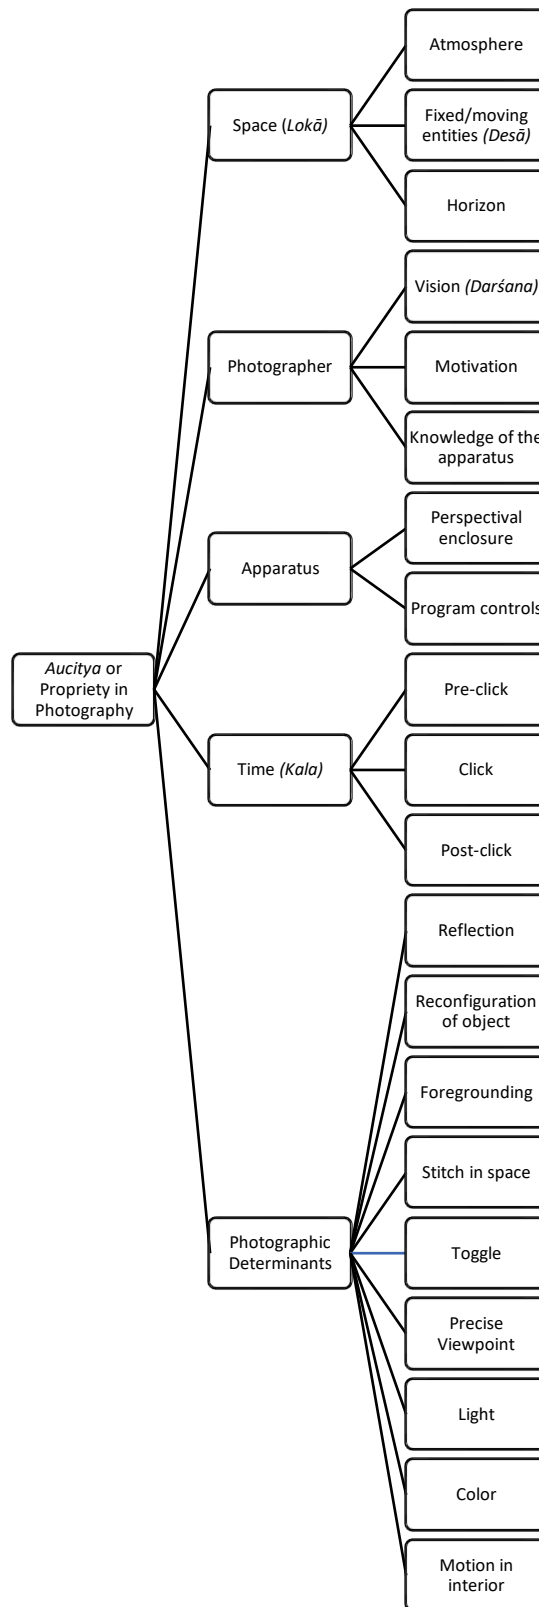 Atmosphere
Space (Lokā)
Fixed/moving
entities (Desā)
Horizon
Vision (Darśana)
Photographer
Motivation
Knowledge of the
apparatus
Perspectival
enclosure
Apparatus
Program controls
Aucitya or
Propriety in
Photography
Pre-click
Time (Kala)
Click
Post-click
Reflection
Reconfiguration
of object
Foregrounding
Stitch in space
Photographic
Determinants
Toggle
Precise
Viewpoint
Light
Color
Motion in
interior